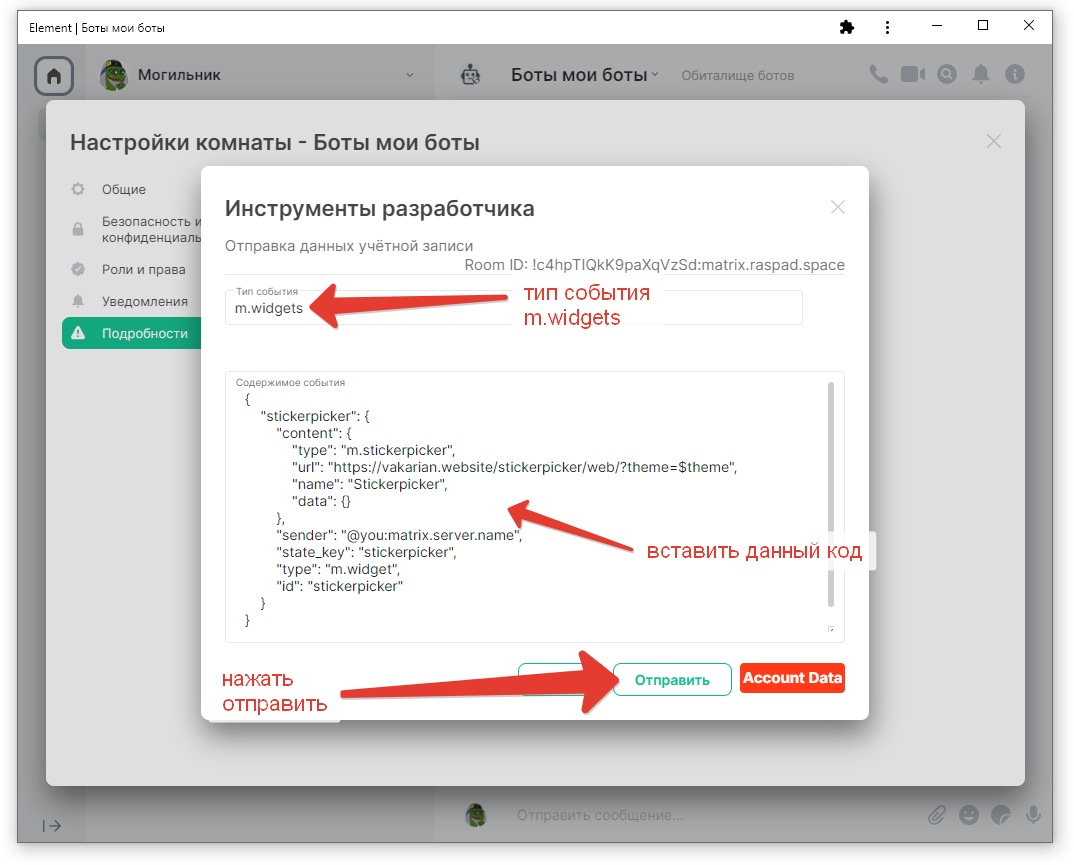 Element | Боты мои боты
Могильник
Боты мои боты
Обиталище ботов
Настройки комнаты - Боты мои боты
Общие
Безопасность и
конфиденциаль
Роли и права
Уведомления
Подробности
Инструменты разработчика
Отправка данных учётной записи
Room ID: !c4hpTIQkK9paXqVzSd:matrix.raspad.space
Тип события
m.widgets
тип события
m.widgets
Содержимое события
{
"stickerpicker": {
"content": {
"type": "m.stickerpicker",
"url": "https://vakarian.website/stickerpicker/web/?theme=$theme",
"name": "Stickerpicker",
"data": {}
},
"sender": "@you:matrix.server.name",
"state_key": "stickerpicker",
"type": "m.widget",
"id": "stickerpicker"
}
}
вставить данный код
нажать
отправить
Отправить
Account Data
Отправить сообщение...